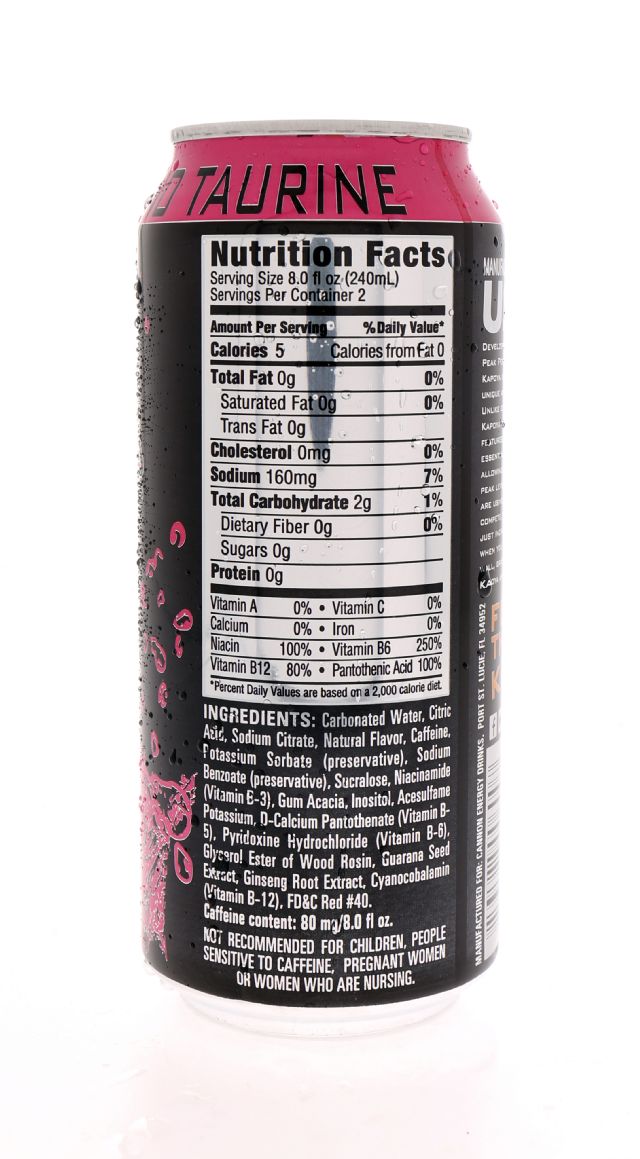 TAURINE
Nutrition Facts
Serving Size 8.0 fl oz (240mL)
Servings Per Container 2
Amount Per Serving % Daily Value*
Calories 5 Calories from Fat 0
Total Fat 0g 0%
Saturated Fat 0g 0%
Trans Fat 0g
Cholesterol 0mg 0%
Sodium 160mg 7%
Total Carbohydrate 2g 1%
Dietary Fiber 0g 0%
Sugars 0g
Protein 0g
Vitamin A 0% • Vitamin C 0%
Calcium 0% • Iron 0%
Niacin 100% • Vitamin B6 250%
Vitamin B12 80% • Pantothenic Acid 100%
*Percent Daily Values are based on a 2,000 calorie diet.
INGREDIENTS: Carbonated Water, Citric
Acid, Sodium Citrate, Natural Flavor, Caffeine,
Potassium Sorbate (preservative), Sodium
Benzoate (preservative), Sucralose, Niacinamide
(Vitamin B-3), Gum Acacia, Inositol, Acesulfame
Potassium, D-Calcium Pantothenate (Vitamin B-
5), Pyridoxine Hydrochloride (Vitamin B-6),
Glycerol Ester of Wood Rosin, Guarana Seed
Extract, Ginseng Root Extract, Cyanocobalamin
(Vitamin B-12), FD&C Red #40.
Caffeine content: 80 mg/8.0 fl oz.
NOT RECOMMENDED FOR CHILDREN, PEOPLE
SENSITIVE TO CAFFEINE, PREGNANT WOMEN
OR WOMEN WHO ARE NURSING.
MANUFACTURED FOR: CANNON ENERGY DRINKS, PORT ST. LUCIE, FL 34952